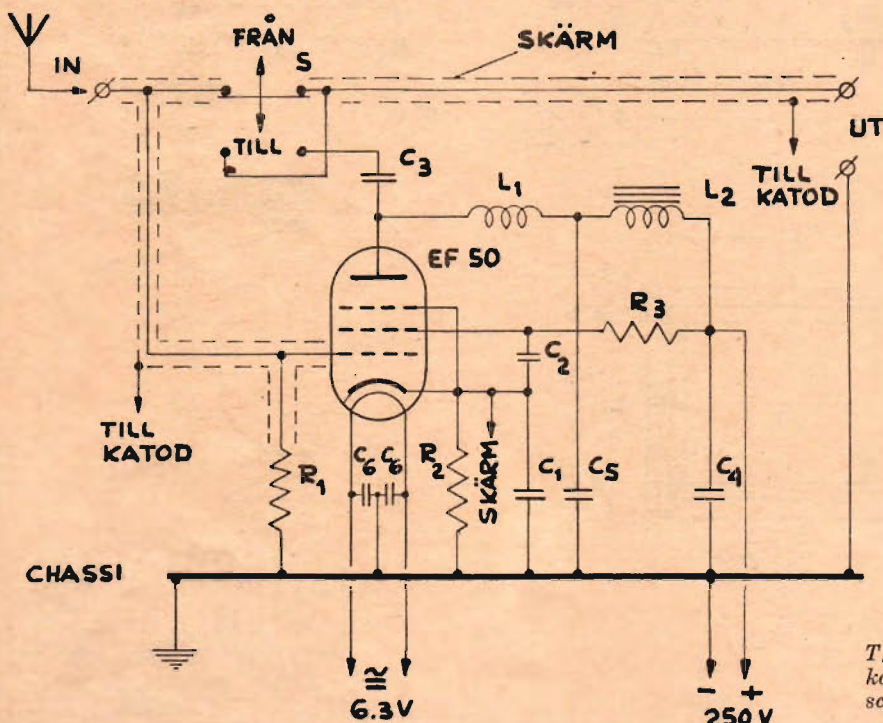 FRÅN
SKÄRM
IN
S
UT
TILL
C3
TILL
KATOD
L1
L2
EF 50
R3
C2
TILL
KATOD
R1
C6 C6
R2
SKÄRM
C1
C5
C4
CHASSI
≅
6.3V
- +
250V